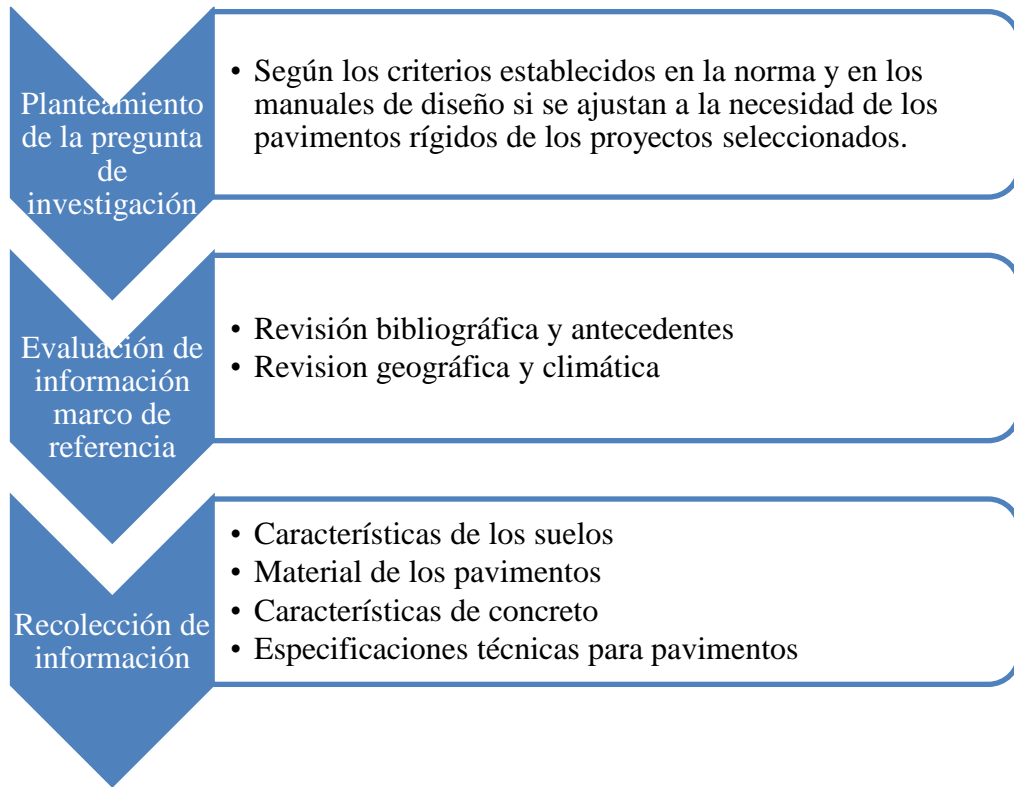 Planteamiento
de la pregunta
de
investigación
• Según los criterios establecidos en la norma y en los
manuales de diseño si se ajustan a la necesidad de los
pavimentos rígidos de los proyectos seleccionados.
Evaluación de
información
marco de
referencia
• Revisión bibliográfica y antecedentes
• Revision geográfica y climática
Recolección de
información
• Características de los suelos
• Material de los pavimentos
• Características de concreto
• Especificaciones técnicas para pavimentos